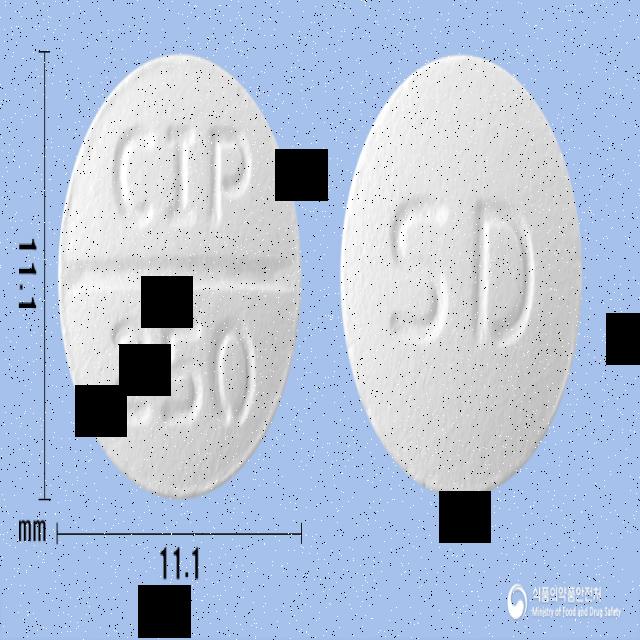 CIP
SD
11.1
mm
11.1
식품의약품안전처
Ministry of Food and Drug Safety